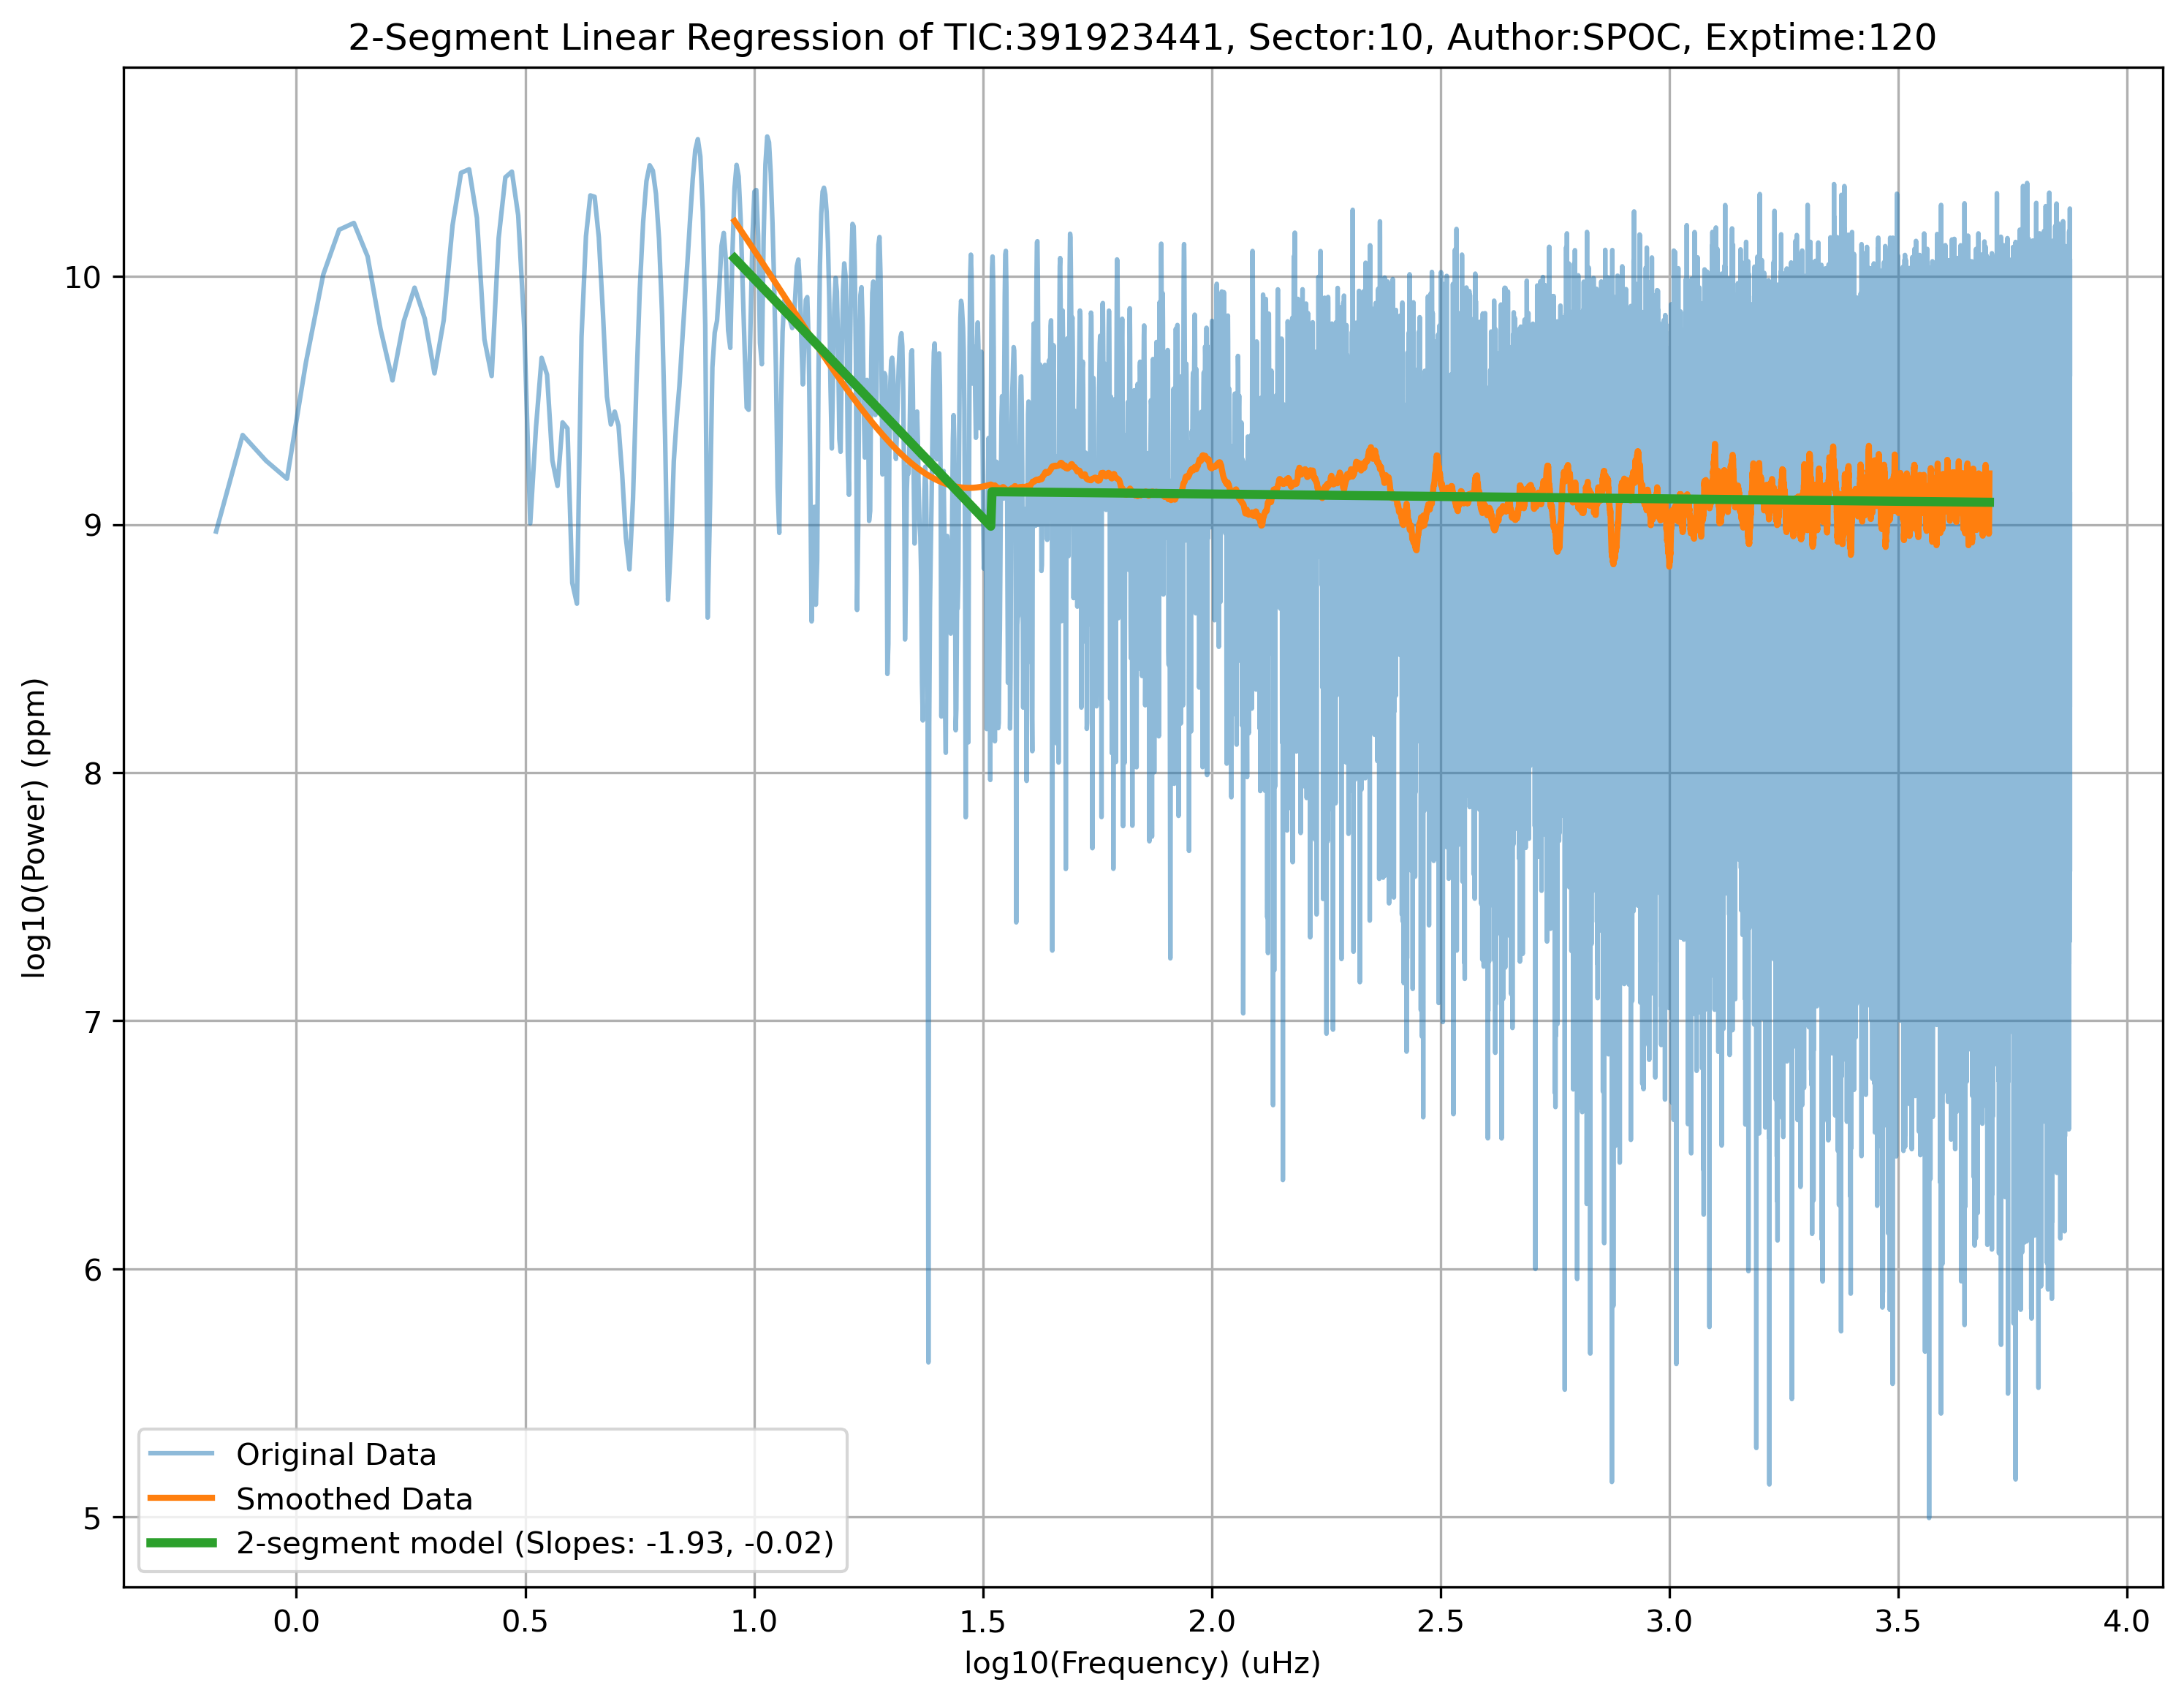 2-Segment Linear Regression of TIC:391923441, Sector:10, Author:SPOC, Exptime:120
log10(Power) (ppm)
10
9
8
7
6
5
Original Data
Smoothed Data
2-segment model (Slopes: -1.93, -0.02)
0.0 0.5 1.0 1.5 2.0 2.5 3.0 3.5 4.0
log10(Frequency) (uHz)